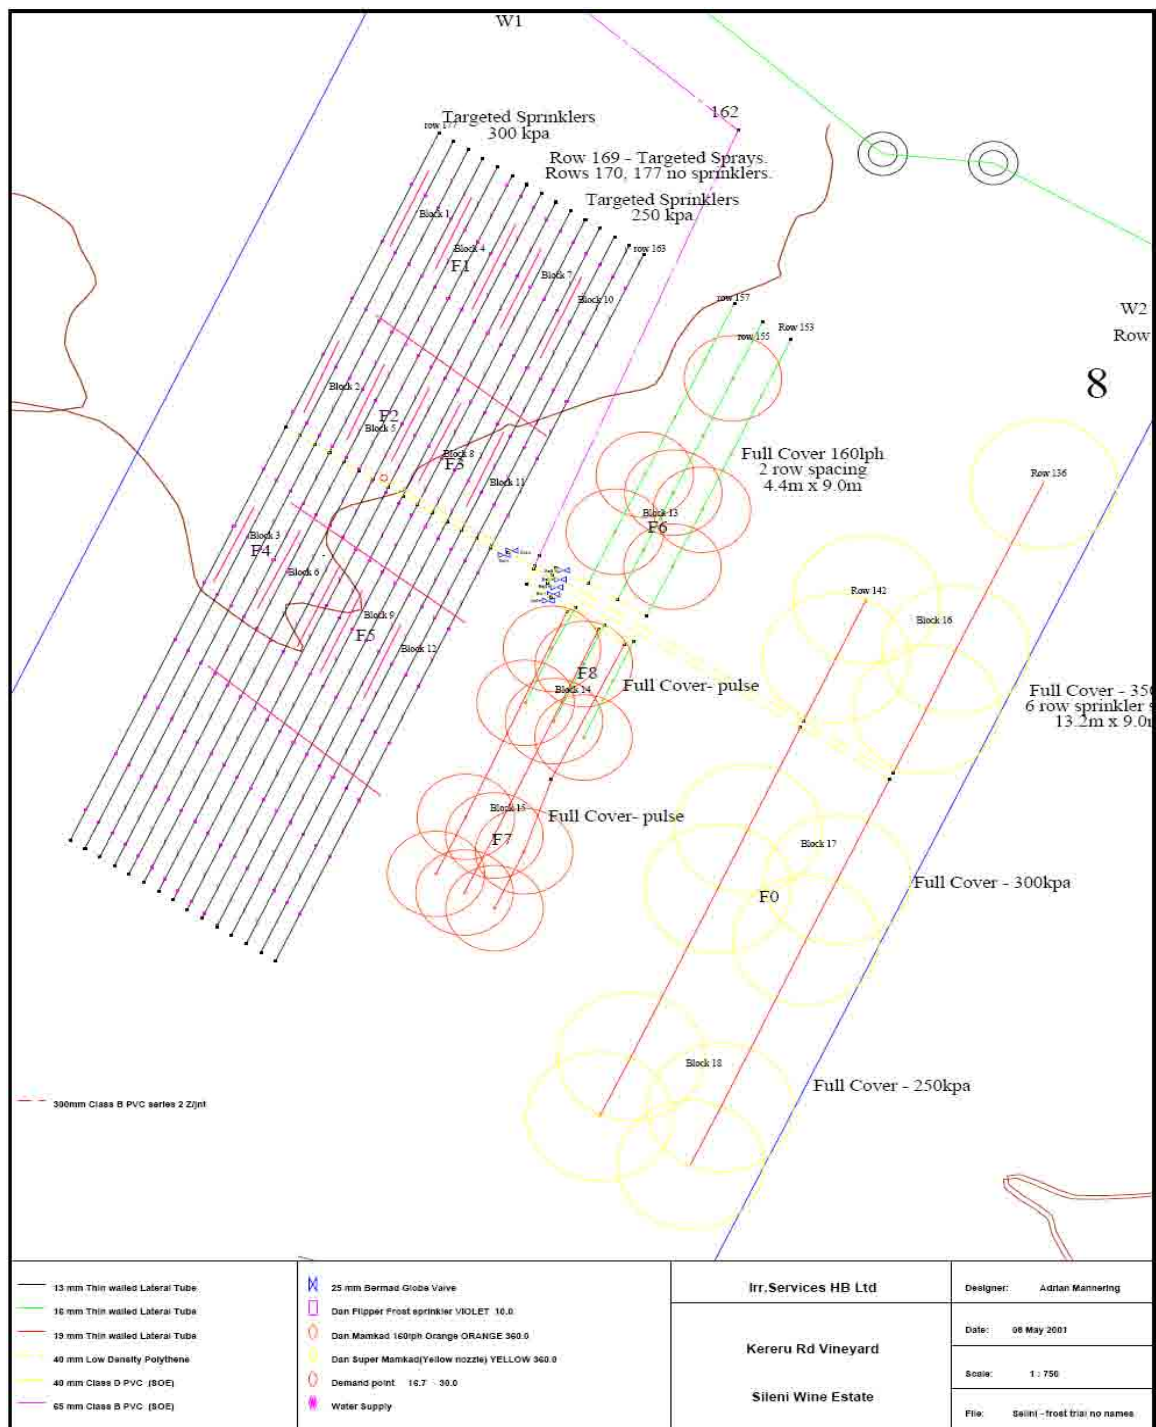 W1
162
Targeted Sprinklers
300 kpa
row 177
Row 169 - Targeted Sprays.
Rows 170, 177 no sprinklers.
Targeted Sprinklers
250 kpa
row 163
Block 1
Block 4
F1
Block 7
Block 10
row 157
row 155
Row 153
W2
Row
8
Block 2
F2
Block 5
Block 8
F3
Block 11
Full Cover 160lph
2 row spacing
4.4m x 9.0m
Row 136
Block 13
F6
Block 3
F4
Block 6
Block 9
F5
Block 12
Row 142
Block 16
F8
Block 14
Full Cover- pulse
Full Cover - 350
6 row sprinkler s
13.2m x 9.0
Block 15
Full Cover- pulse
F7
Block 17
Full Cover - 300kpa
F0
Block 18
Full Cover - 250kpa
300mm Class B PVC series 2 Z/jnt
13 mm Thin walled Lateral Tube
16 mm Thin walled Lateral Tube
19 mm Thin walled Lateral Tube
40 mm Low Density Polythene
40 mm Class D PVC (SOE)
65 mm Class B PVC (SOE)
25 mm Bermad Globe Valve
Dan Flipper Frost sprinkler VIOLET 10.0
Dan Mamkad 160lph Orange ORANGE 360.0
Dan Super Mamkad(Yellow nozzle) YELLOW 360.0
Demand point 16.7 - 30.0
Water Supply
Irr.Services HB Ltd
Kereru Rd Vineyard
Sileni Wine Estate
Designer: Adrian Mannering
Date: 08 May 2001
Scale: 1 : 750
File: Selini - frost trial no names